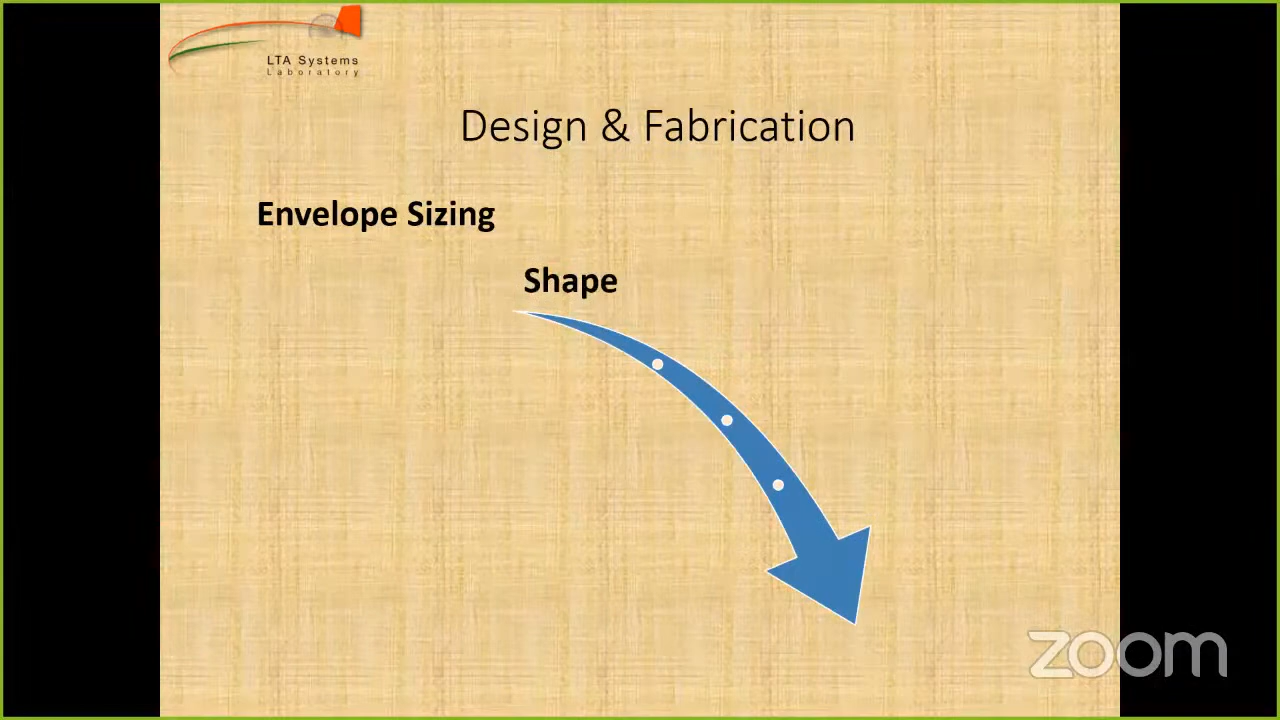 LTA Systems
Laboratory
Design & Fabrication
Envelope Sizing
Shape
zoom